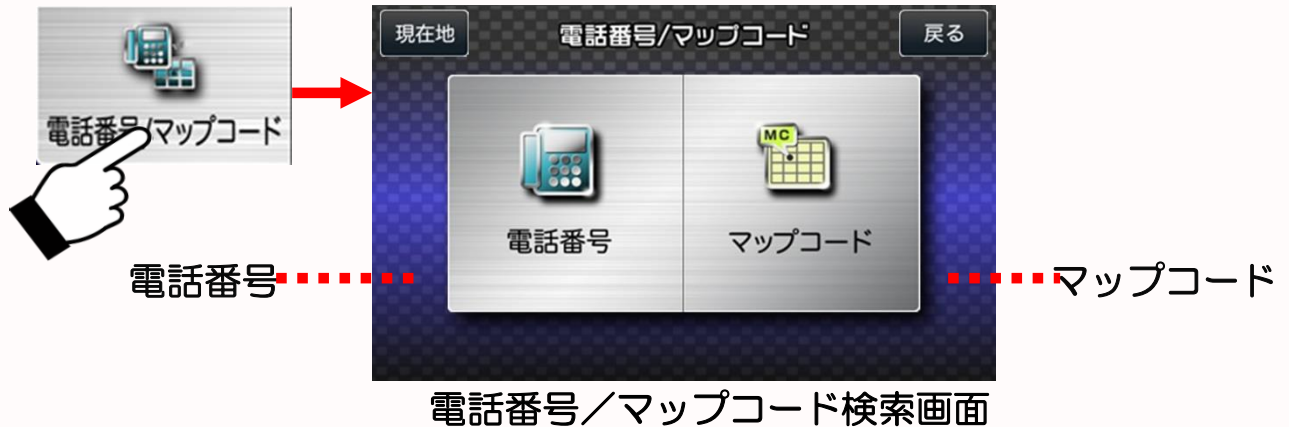 電話番号/マップコード
現在地
電話番号/マップコード
戻る
MC
電話番号
マップコード
電話番号
マップコード
電話番号／マップコード検索画面